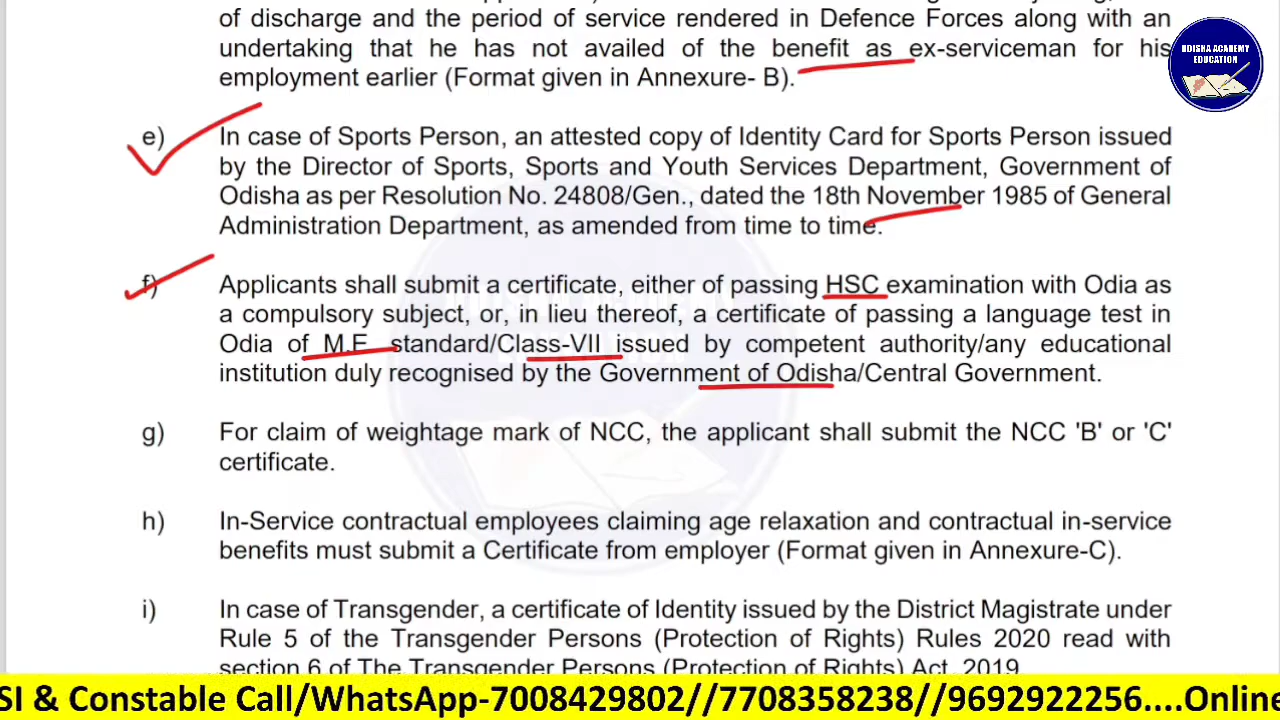 of discharge and the period of service rendered in Defence Forces along with an
undertaking that he has not availed of the benefit as ex-serviceman for his
employment earlier (Format given in Annexure- B).
ODISHA ACADEMY
EDUCATION
e) In case of Sports Person, an attested copy of Identity Card for Sports Person issued
by the Director of Sports, Sports and Youth Services Department, Government of
Odisha as per Resolution No. 24808/Gen., dated the 18th November 1985 of General
Administration Department, as amended from time to time.
f) Applicants shall submit a certificate, either of passing HSC examination with Odia as
a compulsory subject, or, in lieu thereof, a certificate of passing a language test in
Odia of M.E. standard/Class-VII issued by competent authority/any educational
institution duly recognised by the Government of Odisha/Central Government.
g) For claim of weightage mark of NCC, the applicant shall submit the NCC 'B' or 'C'
certificate.
h) In-Service contractual employees claiming age relaxation and contractual in-service
benefits must submit a Certificate from employer (Format given in Annexure-C).
i) In case of Transgender, a certificate of Identity issued by the District Magistrate under
Rule 5 of the Transgender Persons (Protection of Rights) Rules 2020 read with
section 6 of The Transgender Persons (Protection of Rights) Act, 2019
SI & Constable Call/WhatsApp-7008429802//7708358238//9692922256....Online